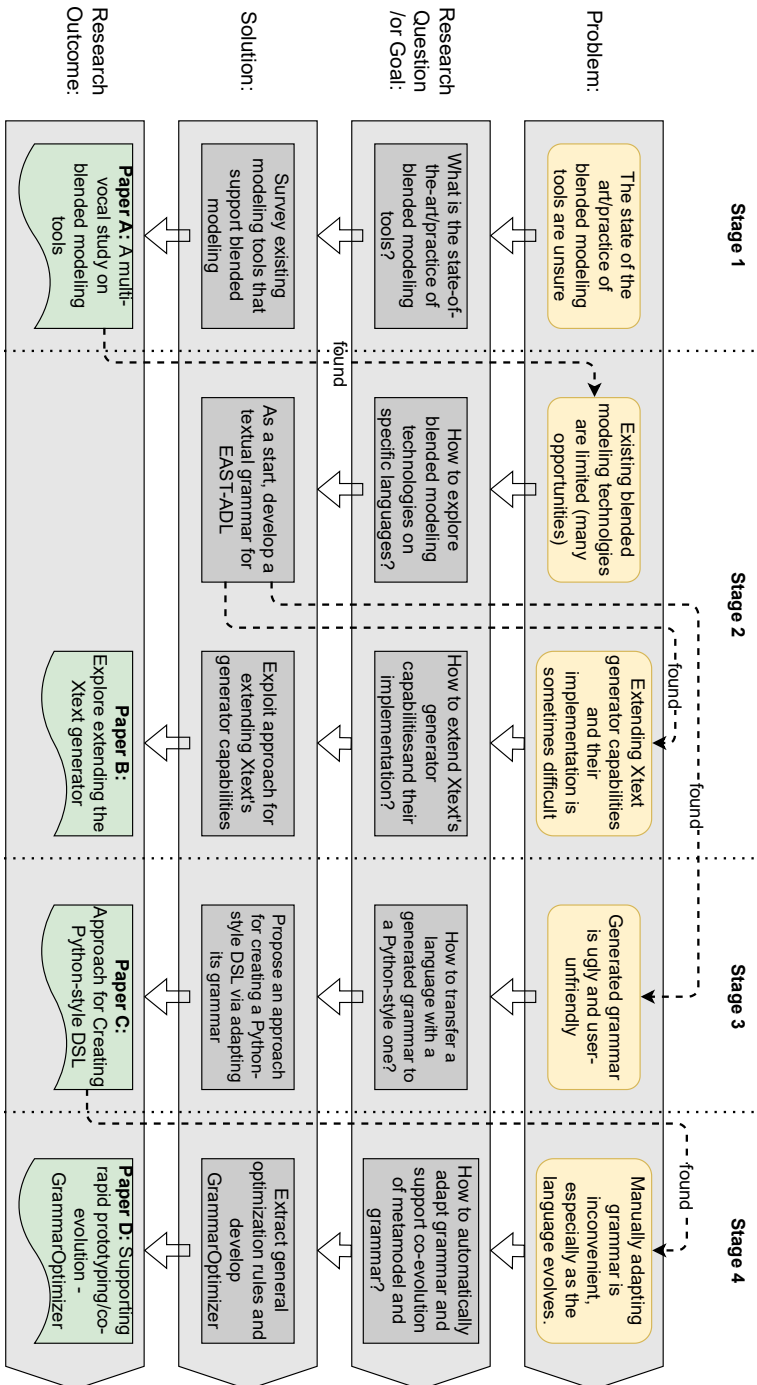 Stage 1
Stage 2
Stage 3
Stage 4
Problem:
The state of the
art/practice of
blended modeling
tools are unsure
Existing blended
modeling technolgies
are limited (many
opportunities)
Extending Xtext
generator capabilities
and their
implementation is
sometimes difficult
Generated grammar
is ugly and user-
unfriendly
Manually adapting
grammar is
inconvenient,
especially as the
language evolves.
found
found
found
found
Research
Question
/or Goal:
What is the state-of-
the-art/practice of
blended modeling
tools?
How to explore
blended modeling
technologies on
specific languages?
How to extend Xtext's
generator
capabilitiesand their
implementation?
How to transfer a
language with a
generated grammar to
a Python-style one?
How to automatically
adapt grammar and
support co-evolution
of metamodel and
grammar?
Solution:
Survey existing
modeling tools that
support blended
modeling
As a start, develop a
textual grammar for
EAST-ADL
Exploit approach for
extending Xtext's
generator capabilities
Propose an approach
for creating a Python-
style DSL via adapting
its grammar
Extract general
optimization rules and
develop
GrammarOptimizer
Research
Outcome:
Paper A: A multi-
vocal study on
blended modeling
tools
Paper B:
Explore extending the
Xtext generator
Paper C:
Approach for Creating
Python-style DSL
Paper D: Supporting
rapid prototyping/co-
evolution -
GrammarOptimizer